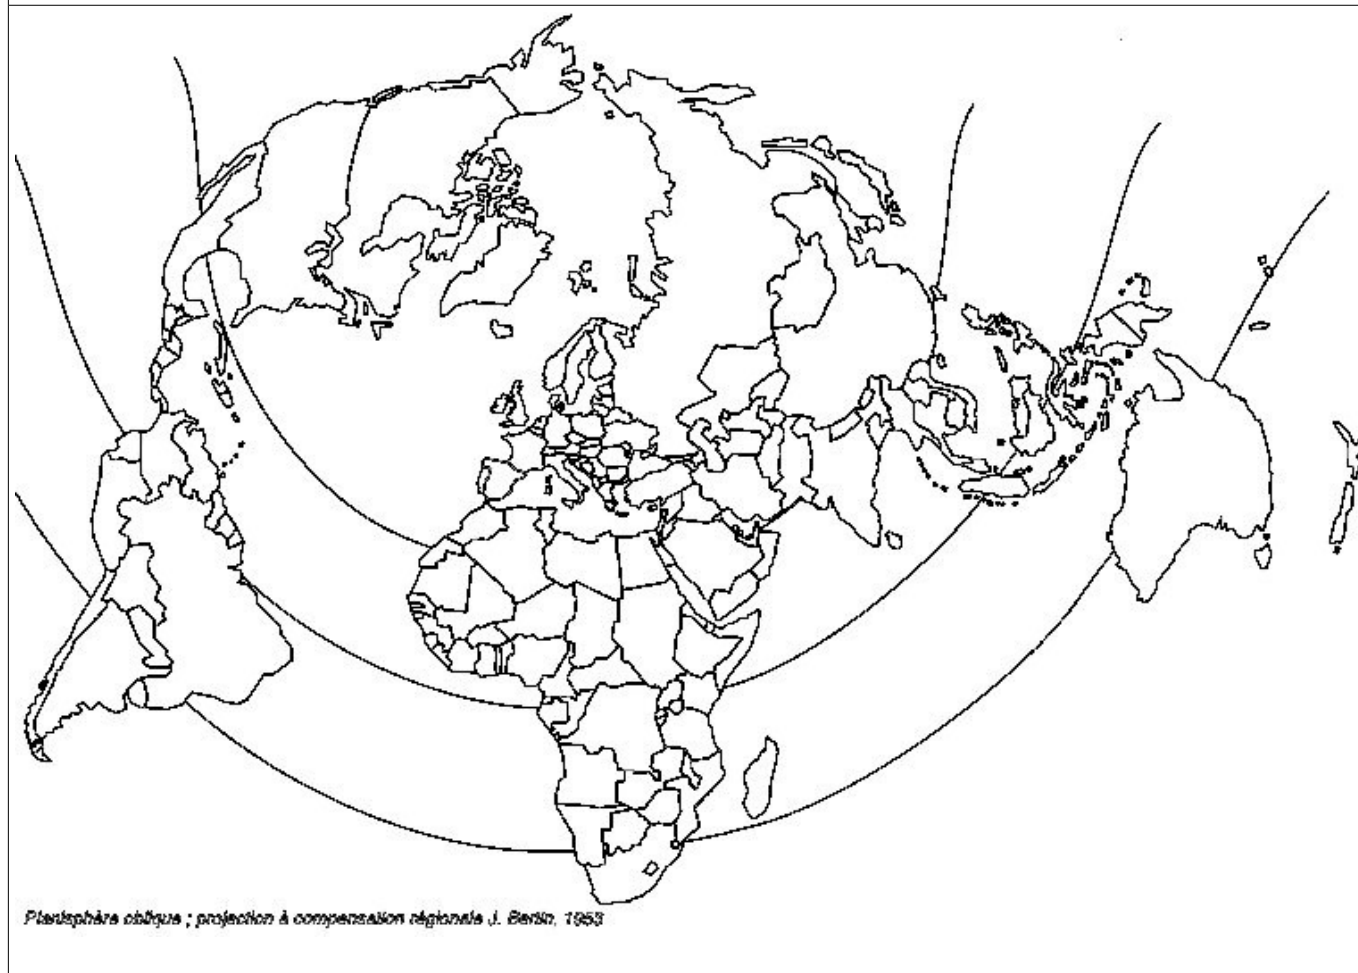 Planisphère oblique ; projection à compensation régionale J. Bertin, 1953